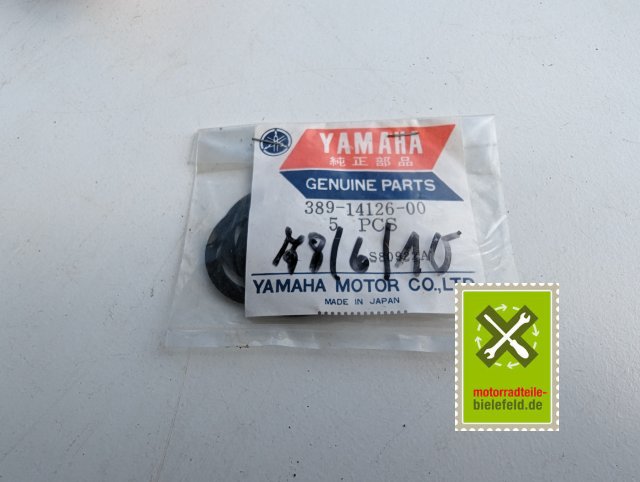 YAMAHA
純正部品
GENUINE PARTS
389-14126-00
5 PCS
YAMAHA MOTOR CO.,LTD
MADE IN JAPAN
motorradteile-
bielefeld.de